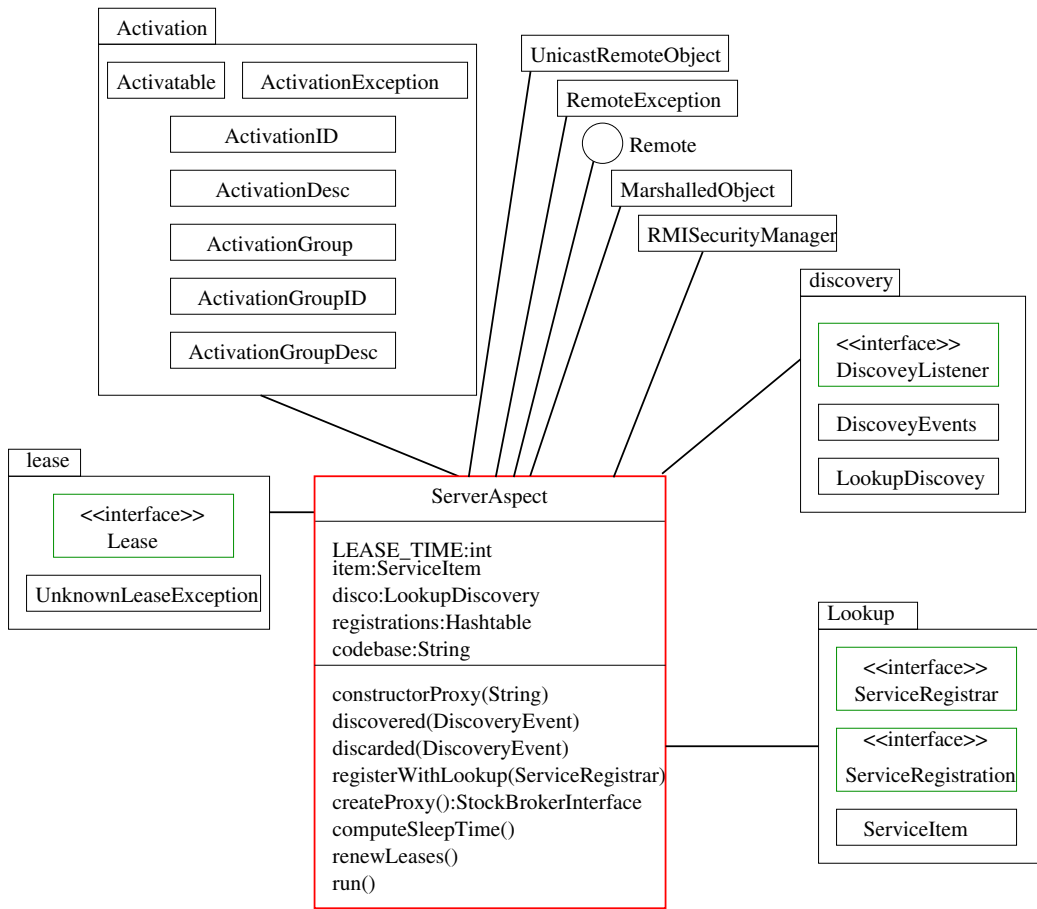 Activation
Activatable
ActivationException
ActivationID
ActivationDesc
ActivationGroup
ActivationGroupID
ActivationGroupDesc
UnicastRemoteObject
RemoteException
Remote
MarshalledObject
RMISecurityManager
discovery
<<interface>>
DiscoveyListener
DiscoveyEvents
LookupDiscovey
lease
<<interface>>
Lease
UnknownLeaseException
ServerAspect
LEASE_TIME:int
item:ServiceItem
disco:LookupDiscovery
registrations:Hashtable
codebase:String
constructorProxy(String)
discovered(DiscoveryEvent)
discarded(DiscoveryEvent)
registerWithLookup(ServiceRegistrar)
createProxy():StockBrokerInterface
computeSleepTime()
renewLeases()
run()
Lookup
<<interface>>
ServiceRegistrar
<<interface>>
ServiceRegistration
ServiceItem